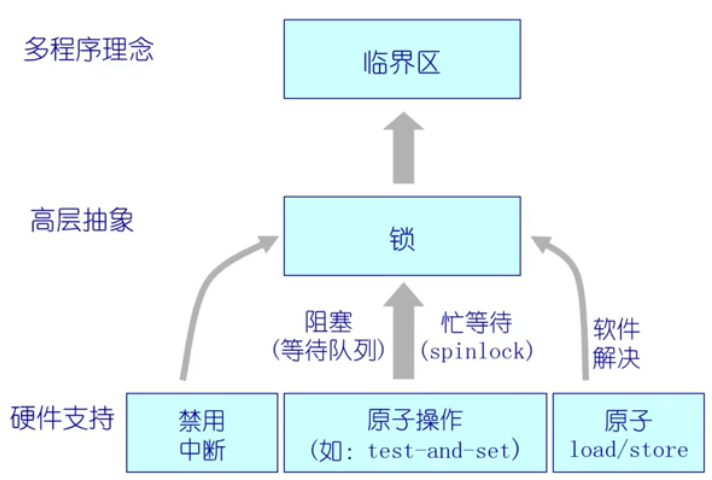 多程序理念
临界区
高层抽象
锁
阻塞
(等待队列)
忙等待
(spinlock)
软件
解决
硬件支持
禁用
中断
原子操作
(如: test-and-set)
原子
load/store